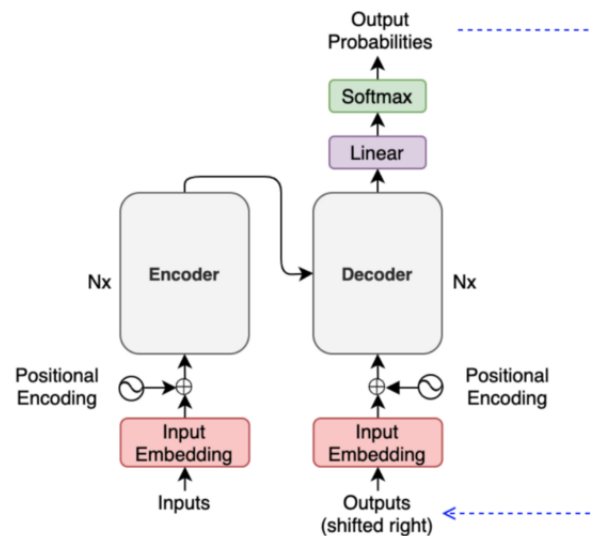 Output
Probabilities
Softmax
Linear
Encoder
Decoder
Nx
Nx
Positional
Encoding
Positional
Encoding
Input
Embedding
Input
Embedding
Inputs
Outputs
(shifted right)